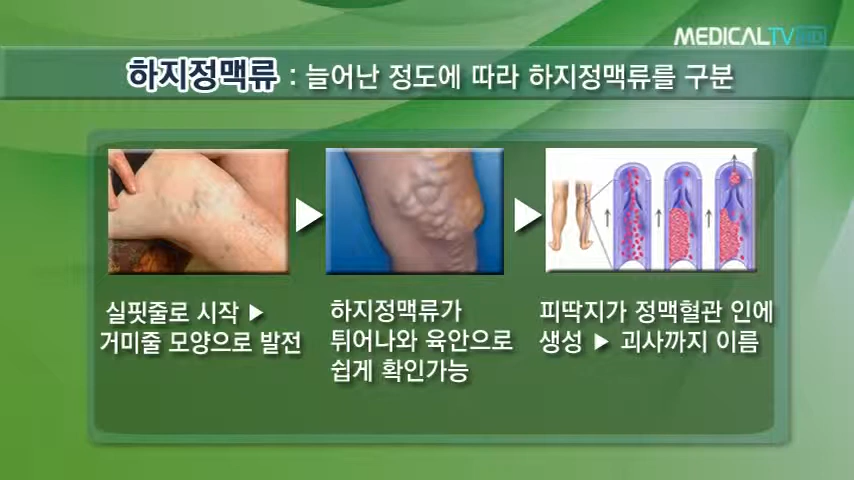 MEDICALTV HD
하지정맥류 : 늘어난 정도에 따라 하지정맥류를 구분
실핏줄로 시작 ▶
거미줄 모양으로 발전
하지정맥류가
튀어나와 육안으로
쉽게 확인가능
피딱지가 정맥혈관 인에
생성 ▶ 괴사까지 이름